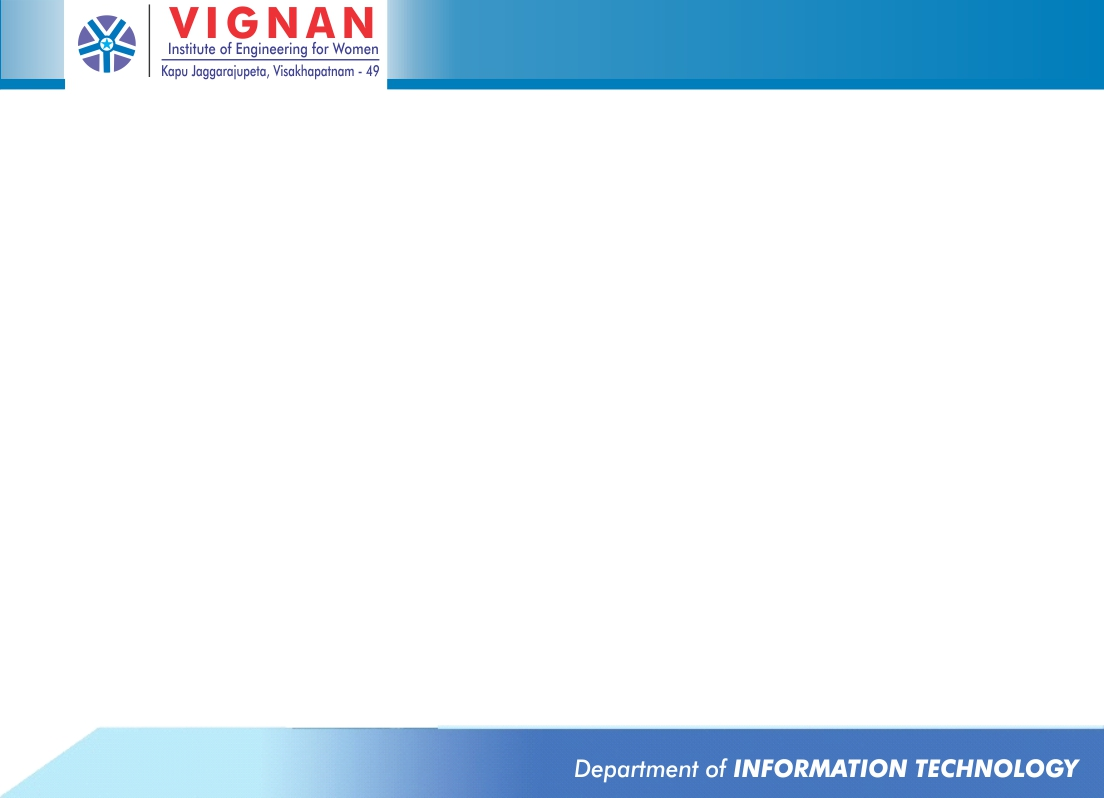 VIGNAN
Institute of Engineering for Women
Kapu Jaggarajupeta, Visakhapatnam - 49
Department of INFORMATION TECHNOLOGY